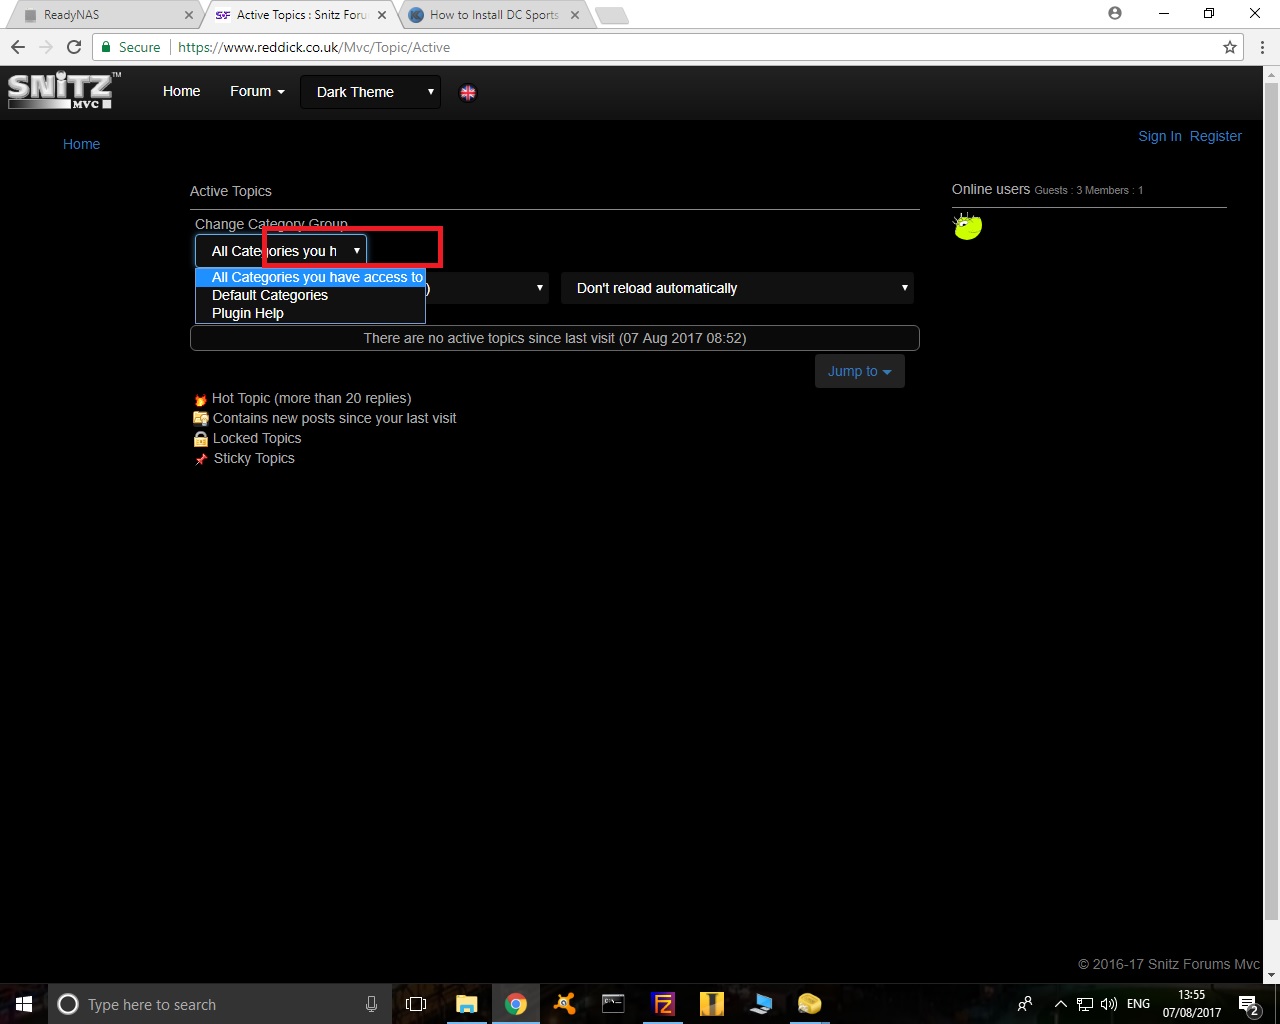 ReadyNAS
Active Topics : Snitz Foru
How to Install DC Sports
Secure https://www.reddick.co.uk/Mvc/Topic/Active
SNiTZ™
MVC
Home Forum Dark Theme
Home
Sign In Register
Active Topics
Online users Guests : 3 Members : 1
Change Category Group
All Categories you h
All Categories you have access to
Default Categories
Plugin Help
)
Don't reload automatically
There are no active topics since last visit (07 Aug 2017 08:52)
Jump to
Hot Topic (more than 20 replies)
Contains new posts since your last visit
Locked Topics
Sticky Topics
© 2016-17 Snitz Forums Mvc
Type here to search
ENG
13:55
07/08/2017
2